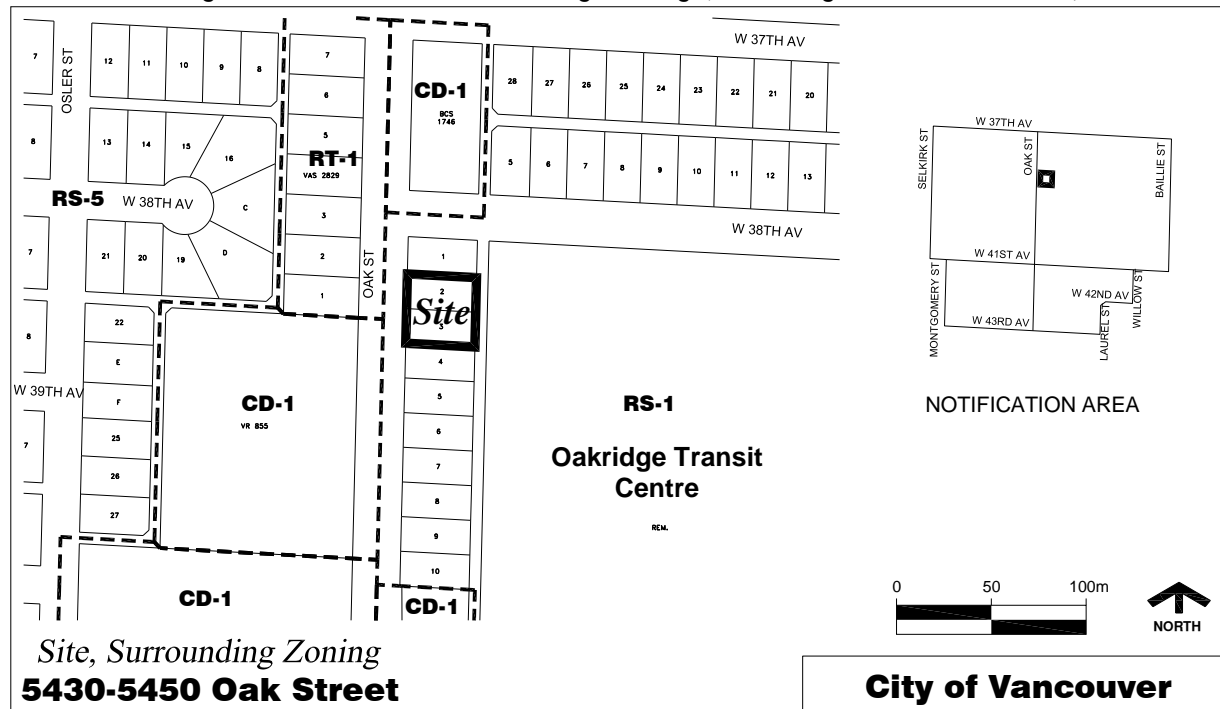 W 37TH AV
7
12
11
10
9
8
7
6
5
RT-1
VAS 2829
3
2
1
OSLER ST
8
13
14
15
16
C
D
RS-5
W 38TH AV
7
21
20
19
OAK ST
CD-1
BCS
1746
28
27
26
25
24
23
22
21
20
5
6
7
8
9
10
11
12
13
W 38TH AV
1
2
Site
3
4
5
6
7
8
9
10
CD-1
8
22
E
F
25
26
27
W 39TH AV
7
CD-1
VR 855
CD-1
RS-1
Oakridge Transit
Centre
REM.
W 37TH AV
SELKIRK ST
OAK ST
BAILLIE ST
W 41ST AV
MONTGOMERY ST
W 42ND AV
WILLOW ST
LAUREL ST
W 43RD AV
NOTIFICATION AREA
0 50 100m
NORTH
Site, Surrounding Zoning
5430-5450 Oak Street
City of Vancouver